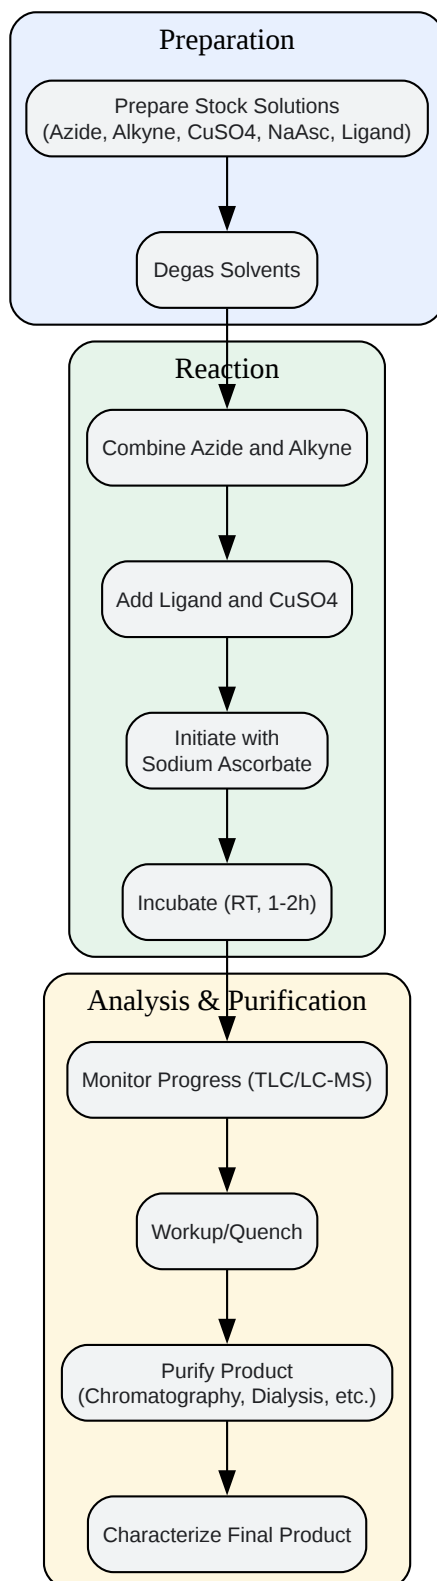 Preparation
Prepare Stock Solutions
(Azide, Alkyne, CuSO4, NaAsc, Ligand)
Degas Solvents
Reaction
Combine Azide and Alkyne
Add Ligand and CuSO4
Initiate with
Sodium Ascorbate
Incubate (RT, 1-2h)
Analysis & Purification
Monitor Progress (TLC/LC-MS)
Workup/Quench
Purify Product
(Chromatography, Dialysis, etc.)
Characterize Final Product